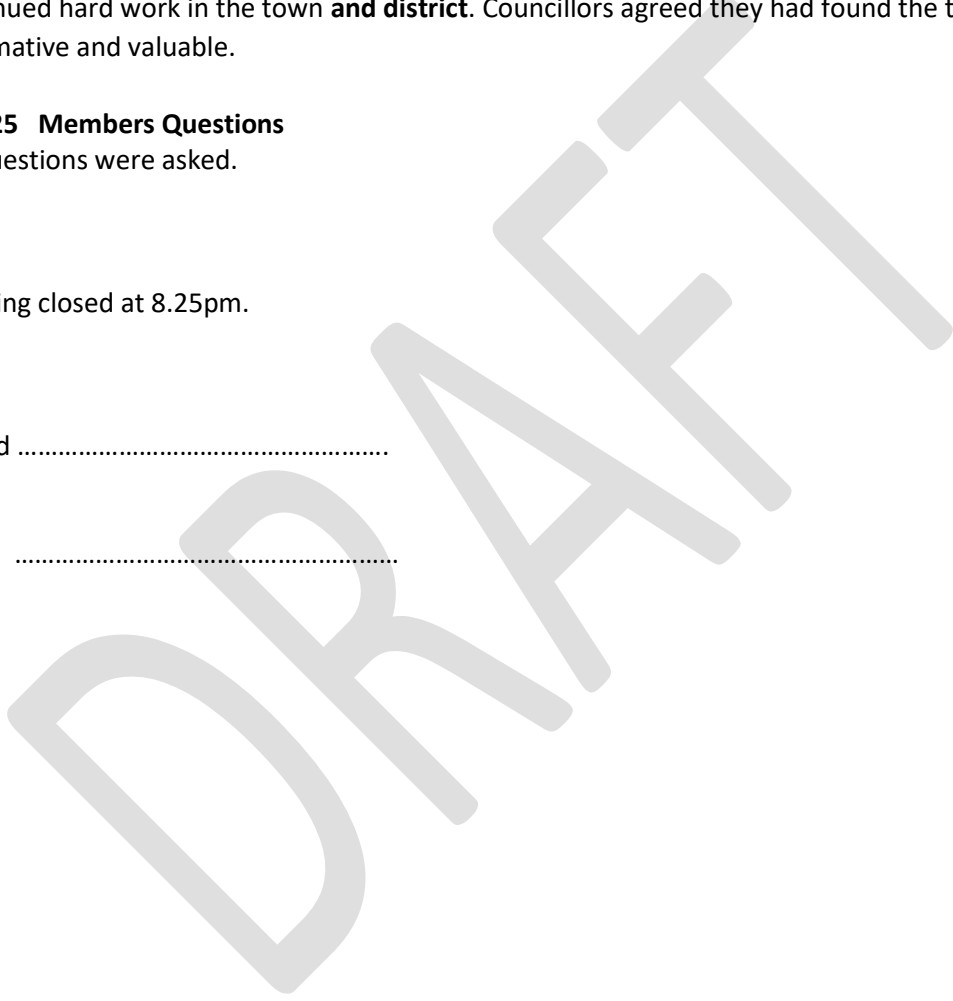 nued hard work in the town and district. Councillors agreed they had found the t
mative and valuable.
25 Members Questions
uestions were asked.
ing closed at 8.25pm.
d ……………………………………………….
…………………………………………………
DRAFT